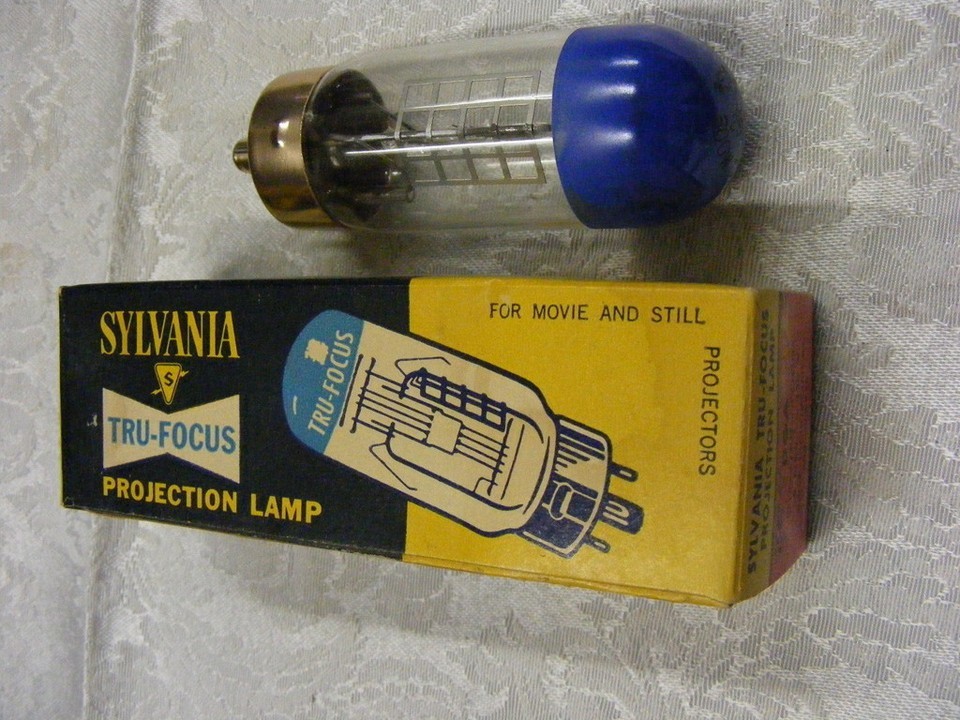 SYLVANIA
S
TRU-FOCUS
PROJECTION LAMP
TRU-FOCUS
FOR MOVIE AND STILL
PROJECTORS
SYLVANIA TRU-FOCUS
PROJECTION LAMP